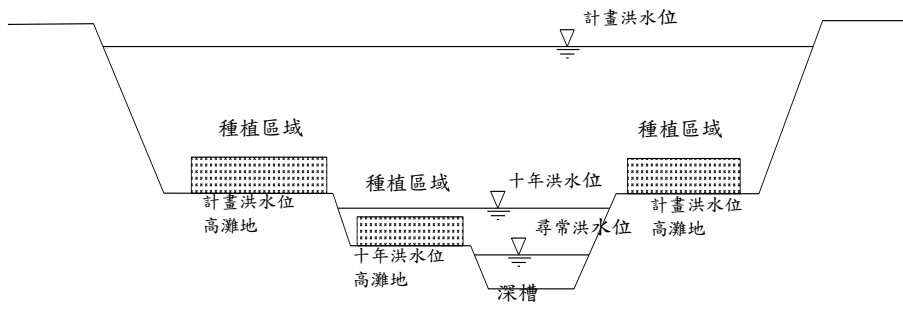 計畫洪水位
種植區域
種植區域
種植區域
十年洪水位
計畫洪水位
高灘地
計畫洪水位
高灘地
尋常洪水位
十年洪水位
高灘地
深槽